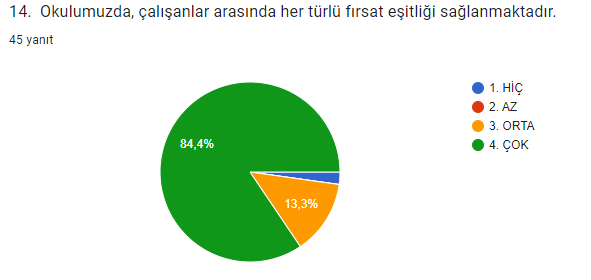 14. Okulumuzda, çalışanlar arasında her türlü fırsat eşitliği sağlanmaktadır.
45 yanıt
1. HİÇ
2. AZ
3. ORTA
4. ÇOK
84,4%
13,3%